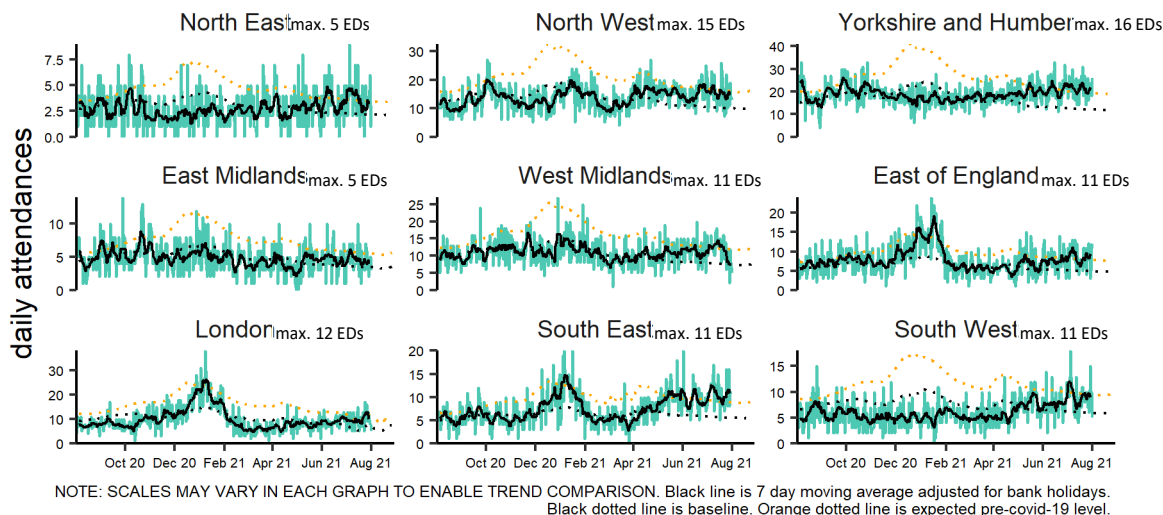 North East max. 5 EDs
North West max. 15 EDs
Yorkshire and Humber max. 16 EDs
7.5
5.0
2.5
0.0
30
20
10
0
40
30
20
10
0
daily attendances
East Midlands max. 5 EDs
West Midlands max. 11 EDs
East of England max. 11 EDs
10
5
0
25
20
15
10
5
0
20
15
10
5
0
London max. 12 EDs
South East max. 11 EDs
South West max. 11 EDs
30
20
10
0
20
15
10
5
0
15
10
5
0
Oct 20 Dec 20 Feb 21 Apr 21 Jun 21 Aug 21
Oct 20 Dec 20 Feb 21 Apr 21 Jun 21 Aug 21
Oct 20 Dec 20 Feb 21 Apr 21 Jun 21 Aug 21
NOTE: SCALES MAY VARY IN EACH GRAPH TO ENABLE TREND COMPARISON. Black line is 7 day moving average adjusted for bank holidays.
Black dotted line is baseline. Orange dotted line is expected pre-covid-19 level.